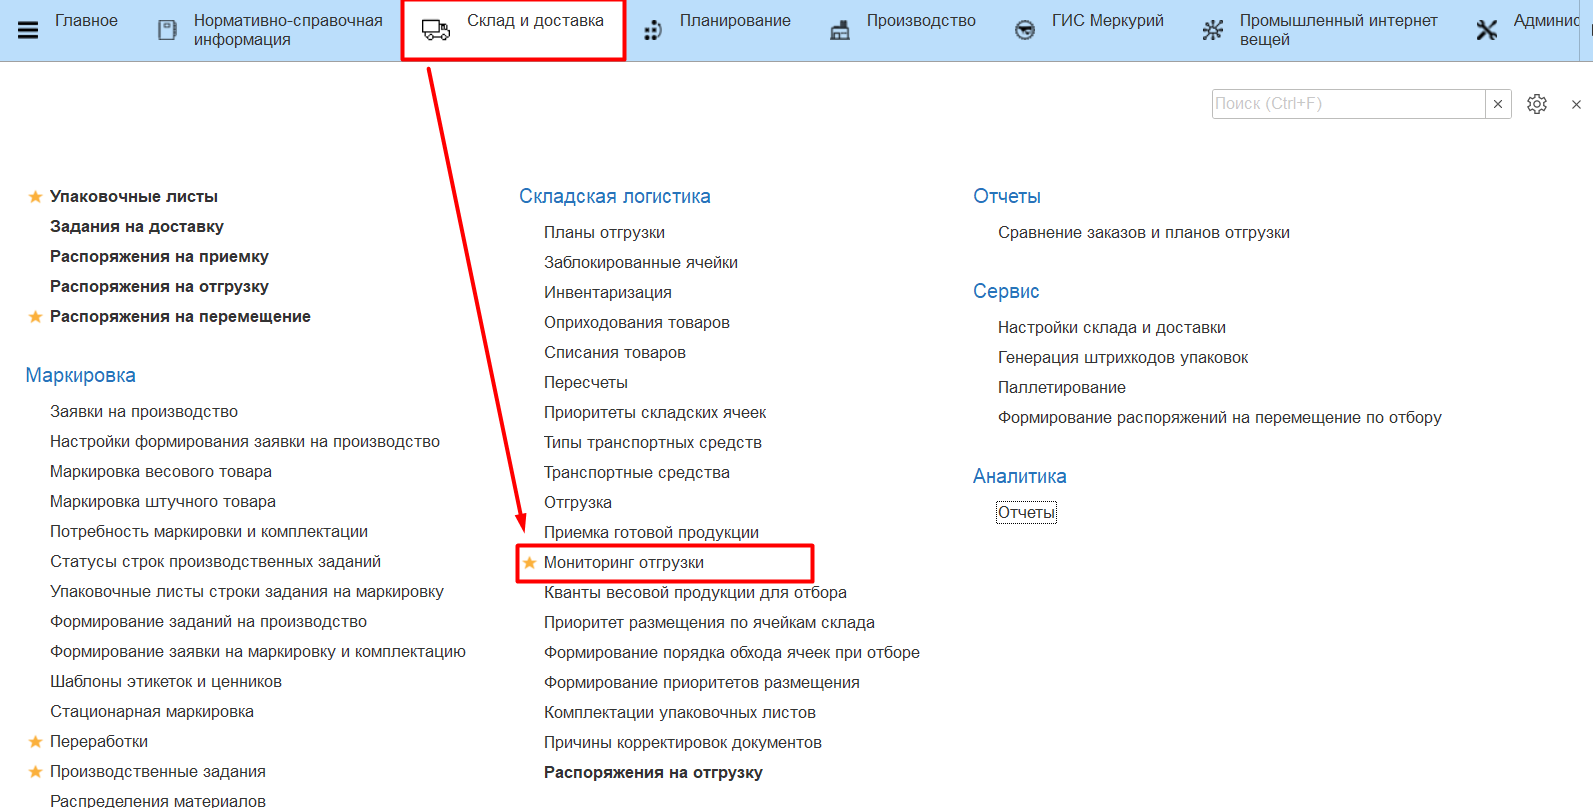 Главное
Нормативно-справочная
информация
Склад и доставка
Планирование
Производство
ГИС Меркурий
Промышленный интернет
вещей
Админис
Поиск (Ctrl+F)
Упаковочные листы
Задания на доставку
Распоряжения на приемку
Распоряжения на отгрузку
Распоряжения на перемещение
Маркировка
Заявки на производство
Настройки формирования заявки на производство
Маркировка весового товара
Маркировка штучного товара
Потребность маркировки и комплектации
Статусы строк производственных заданий
Упаковочные листы строки задания на маркировку
Формирование заданий на производство
Формирование заявки на маркировку и комплектацию
Шаблоны этикеток и ценников
Стационарная маркировка
Переработки
Производственные задания
Распределения материалов
Складская логистика
Планы отгрузки
Заблокированные ячейки
Инвентаризация
Оприходования товаров
Списания товаров
Пересчеты
Приоритеты складских ячеек
Типы транспортных средств
Транспортные средства
Отгрузка
Приемка готовой продукции
Мониторинг отгрузки
Кванты весовой продукции для отбора
Приоритет размещения по ячейкам склада
Формирование порядка обхода ячеек при отборе
Формирование приоритетов размещения
Комплектации упаковочных листов
Причины корректировок документов
Распоряжения на отгрузку
Отчеты
Сравнение заказов и планов отгрузки
Сервис
Настройки склада и доставки
Генерация штрихкодов упаковок
Паллетирование
Формирование распоряжений на перемещение по отбору
Аналитика
Отчеты